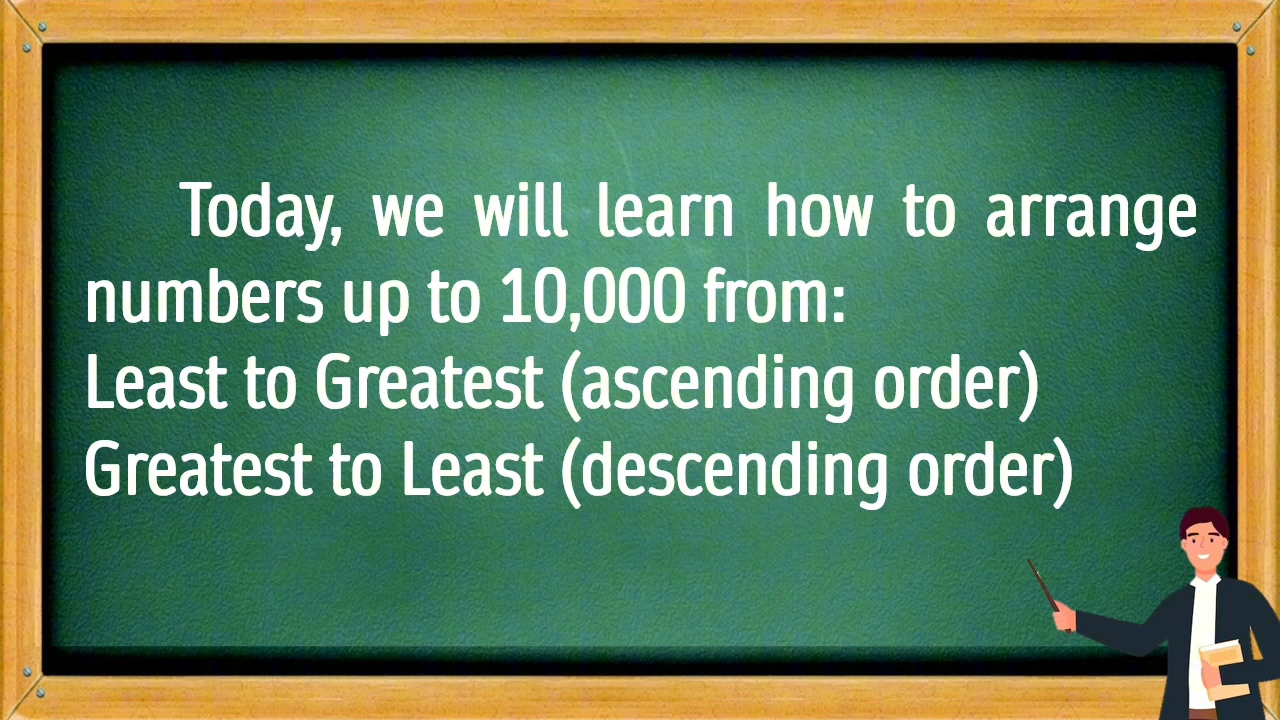 Today, we will learn how to arrange
numbers up to 10,000 from:
Least to Greatest (ascending order)
Greatest to Least (descending order)